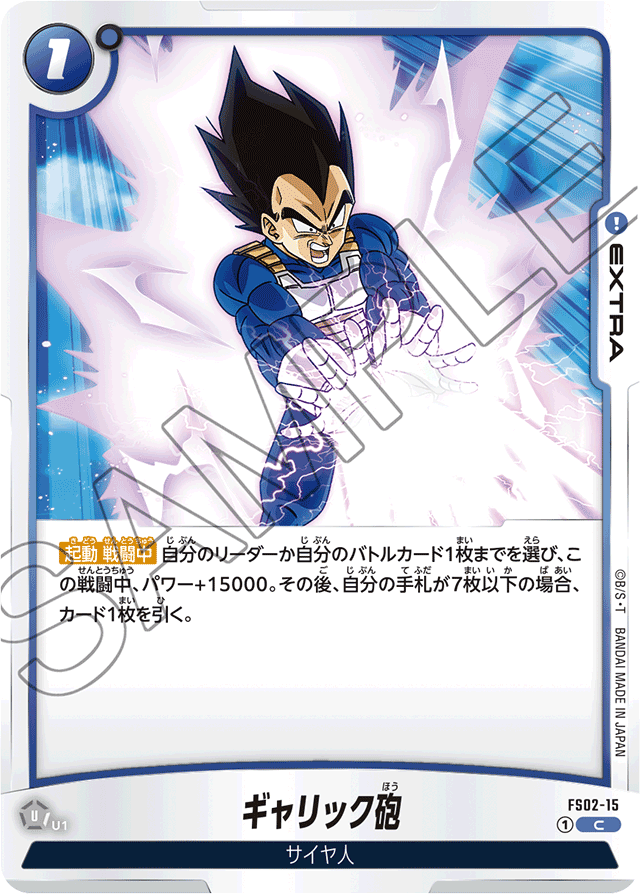 1
SAMPLE
EXTRA
起動 戦闘中 自分のリーダーか自分のバトルカード1枚までを選び、こ
の戦闘中、パワー+15000。その後、自分の手札が7枚以下の場合、
カード1枚を引く。
©B/S・T BANDAI MADE IN JAPAN
ギャリック砲
ほう
FS02-15
U/U1
1 C
サイヤ人